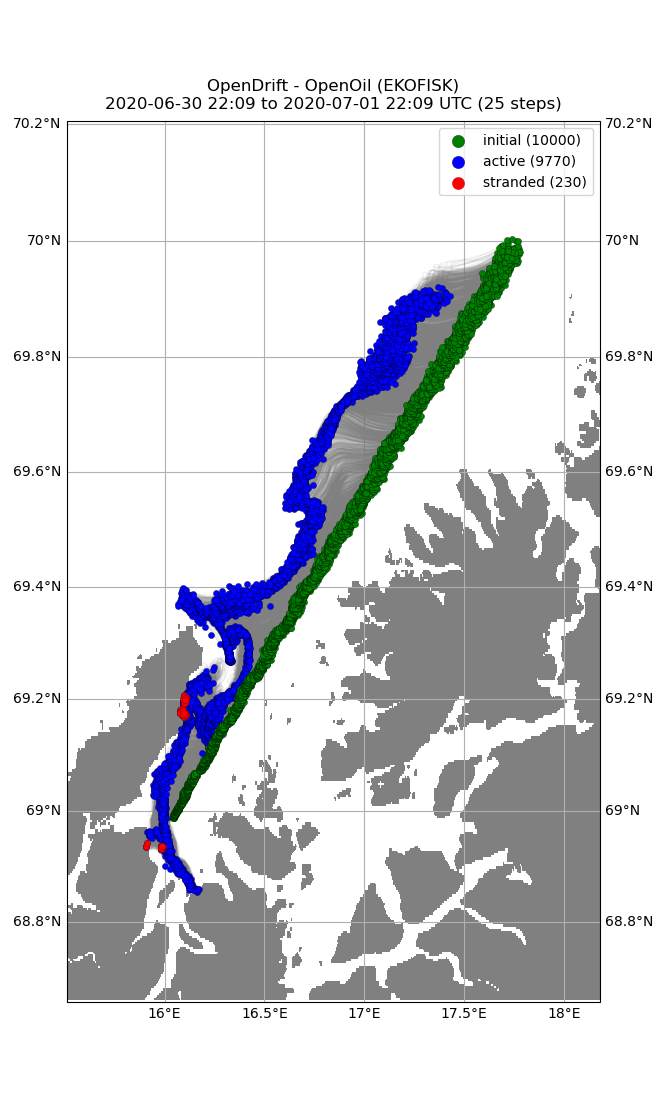 OpenDrift - OpenOil (EKOFISK)
2020-06-30 22:09 to 2020-07-01 22:09 UTC (25 steps)
70.2°N 70.2°N
initial (10000)
active (9770)
stranded (230)
70°N 70°N
69.8°N 69.8°N
69.6°N 69.6°N
69.4°N 69.4°N
69.2°N 69.2°N
69°N 69°N
68.8°N 68.8°N
16°E 16.5°E 17°E 17.5°E 18°E